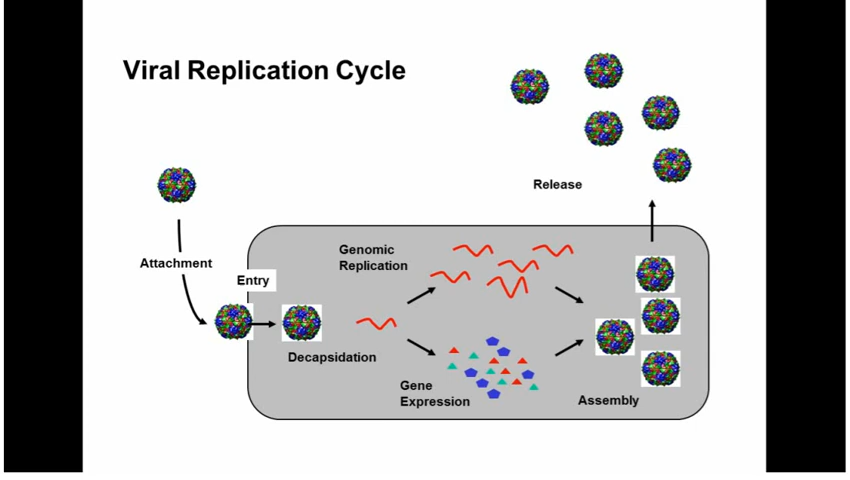 Viral Replication Cycle
Release
Attachment
Entry
Genomic
Replication
Decapsidation
Gene
Expression
Assembly